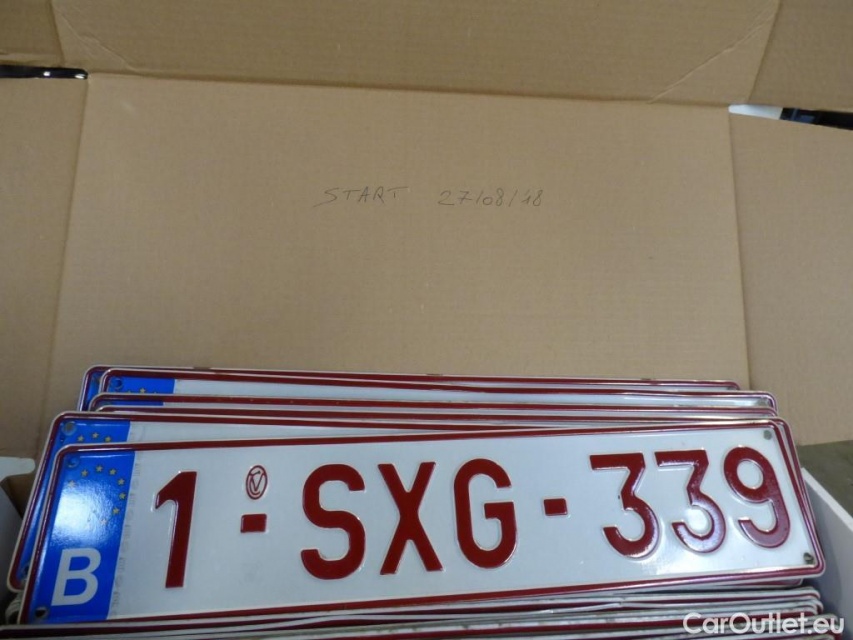 START 27/08/18
B 1-SXG-339
CarOutlet.eu